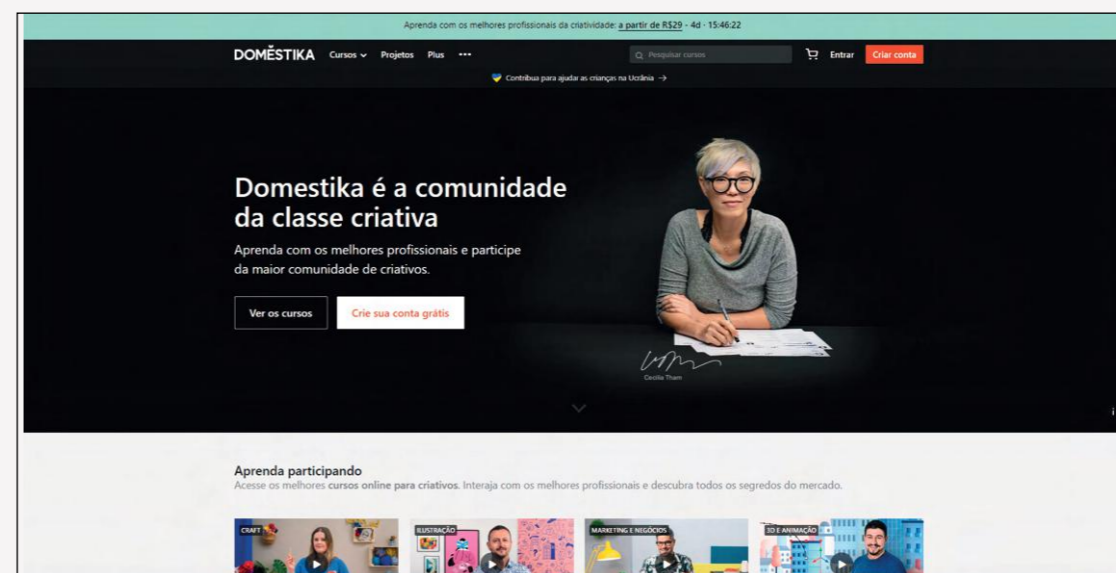 Aprenda com os melhores profissionais da criatividade: a partir de R$29 - 4d - 15:46:22
DOMĚSTIKA Cursos Projetos Plus ••• Pesquisar cursos Entrar Criar conta
Contribua para ajudar as crianças na Ucrânia →
Domestika é a comunidade
da classe criativa
Aprenda com os melhores profissionais e participe
da maior comunidade de criativos.
Ver os cursos Crie sua conta grátis
Cecilia Tham
Aprenda participando
Acesse os melhores cursos online para criativos. Interaja com os melhores profissionais e descubra todos os segredos do mercado.
CRAFT ILUSTRAÇÃO MARKETING E NEGÓCIOS 3D E ANIMAÇÃO